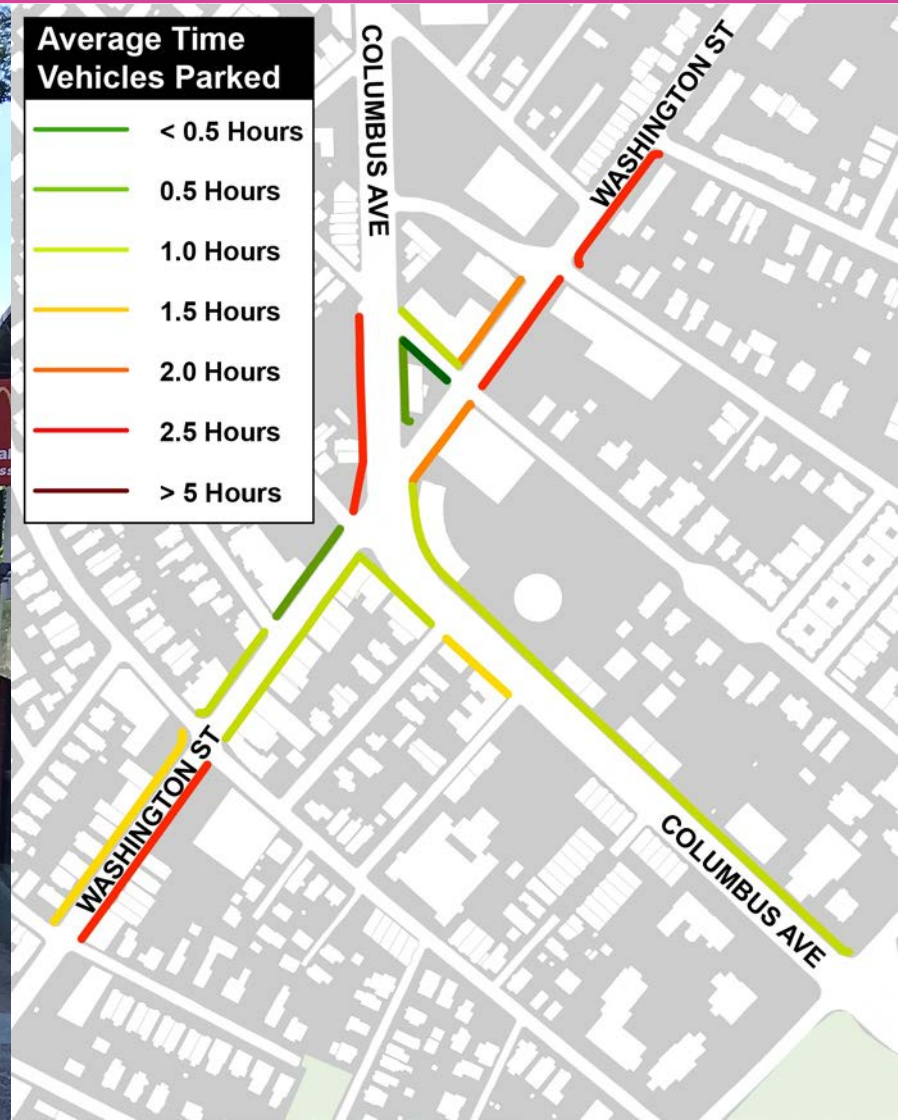 Average Time
Vehicles Parked
< 0.5 Hours
0.5 Hours
1.0 Hours
1.5 Hours
2.0 Hours
2.5 Hours
> 5 Hours
COLUMBUS AVE
WASHINGTON ST
WASHINGTON ST
COLUMBUS AVE